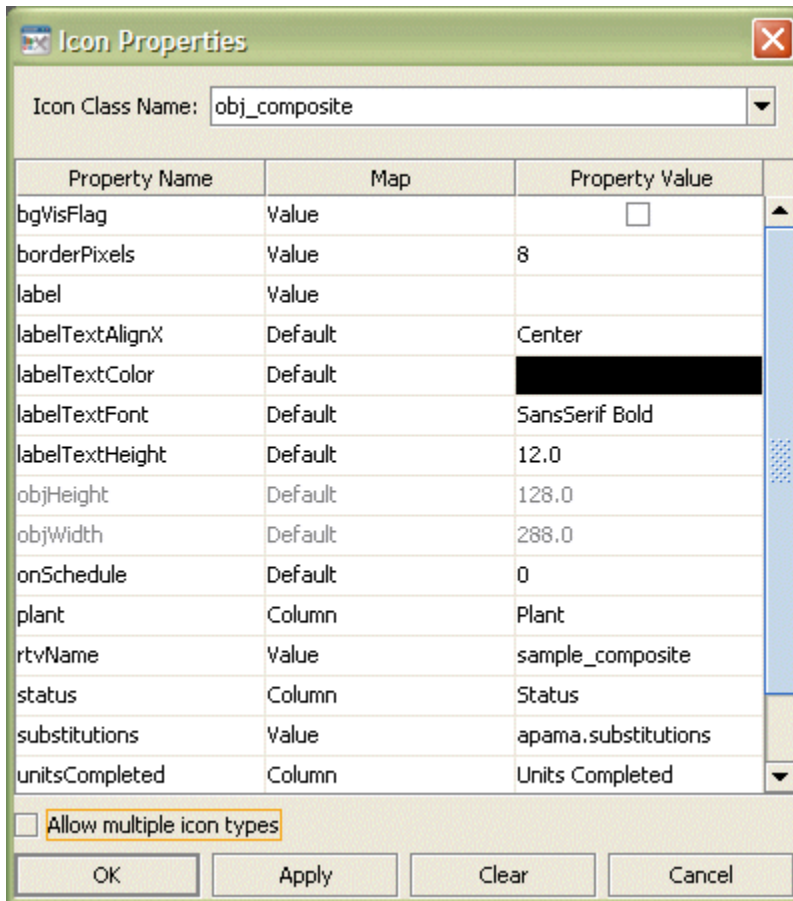 Icon Properties
Icon Class Name: obj_composite
Property Name Map Property Value
bgVisFlag Value
borderPixels Value 8
label Value
labelTextAlignX Default Center
labelTextColor Default
labelTextFont Default SansSerif Bold
labelTextHeight Default 12.0
objHeight Default 128.0
objWidth Default 288.0
onSchedule Default 0
plant Column Plant
rtvName Value sample_composite
status Column Status
substitutions Value apama.substitutions
unitsCompleted Column Units Completed
Allow multiple icon types
OK Apply Clear Cancel